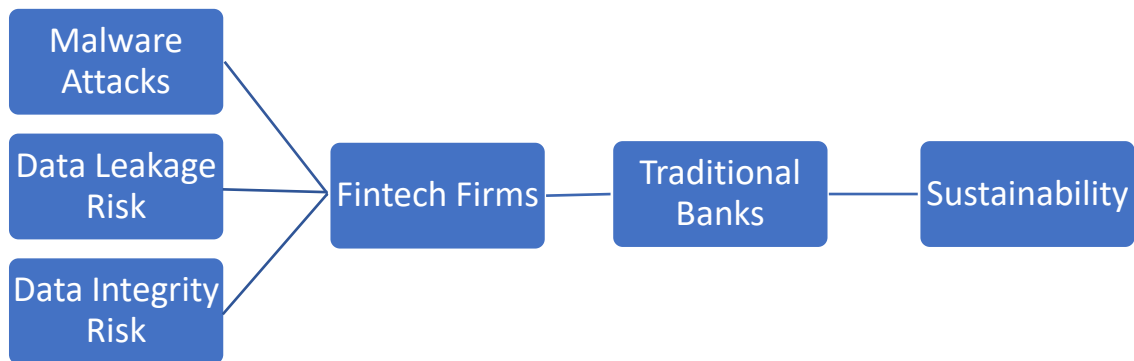 Malware
Attacks
Data Leakage
Risk
Data Integrity
Risk
Fintech Firms
Traditional
Banks
Sustainability